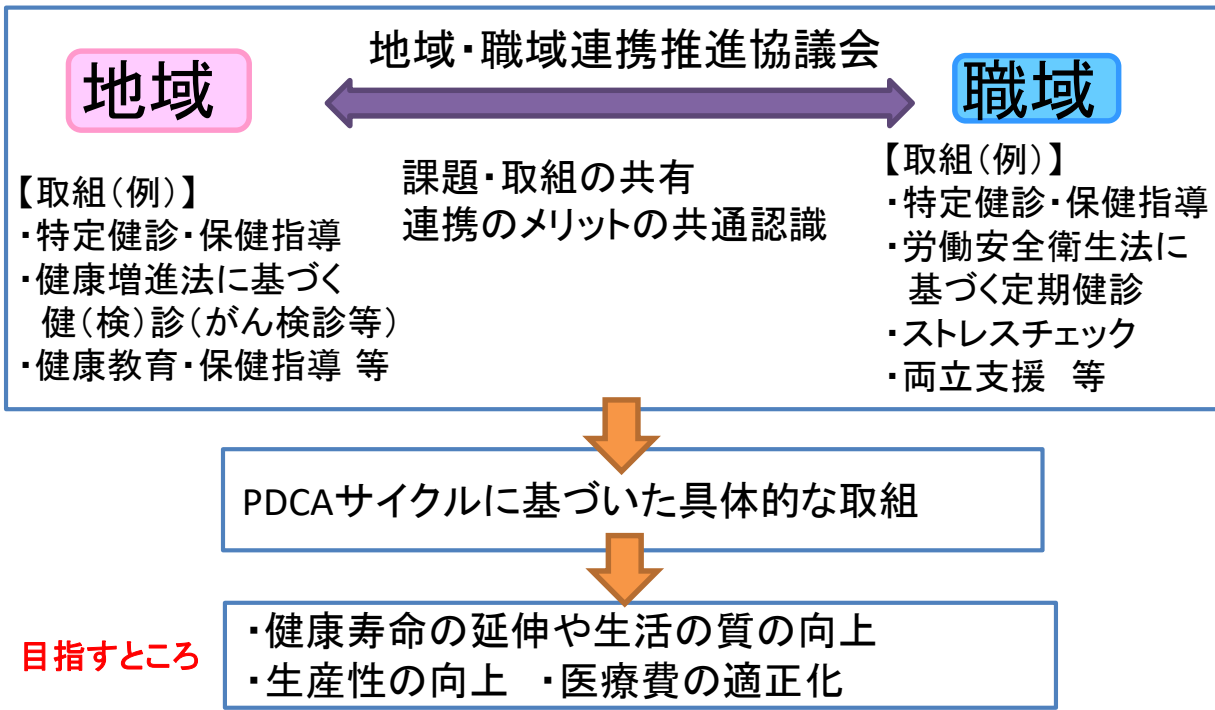 地域・職域連携推進協議会
地域
職域
【取組（例）】
・特定健診・保健指導
・健康増進法に基づく
健（検）診（がん検診等）
・健康教育・保健指導 等
課題・取組の共有
連携のメリットの共通認識
【取組（例）】
・特定健診・保健指導
・労働安全衛生法に
基づく定期健診
・ストレスチェック
・両立支援　等
PDCAサイクルに基づいた具体的な取組
目指すところ
・健康寿命の延伸や生活の質の向上
・生産性の向上　・医療費の適正化